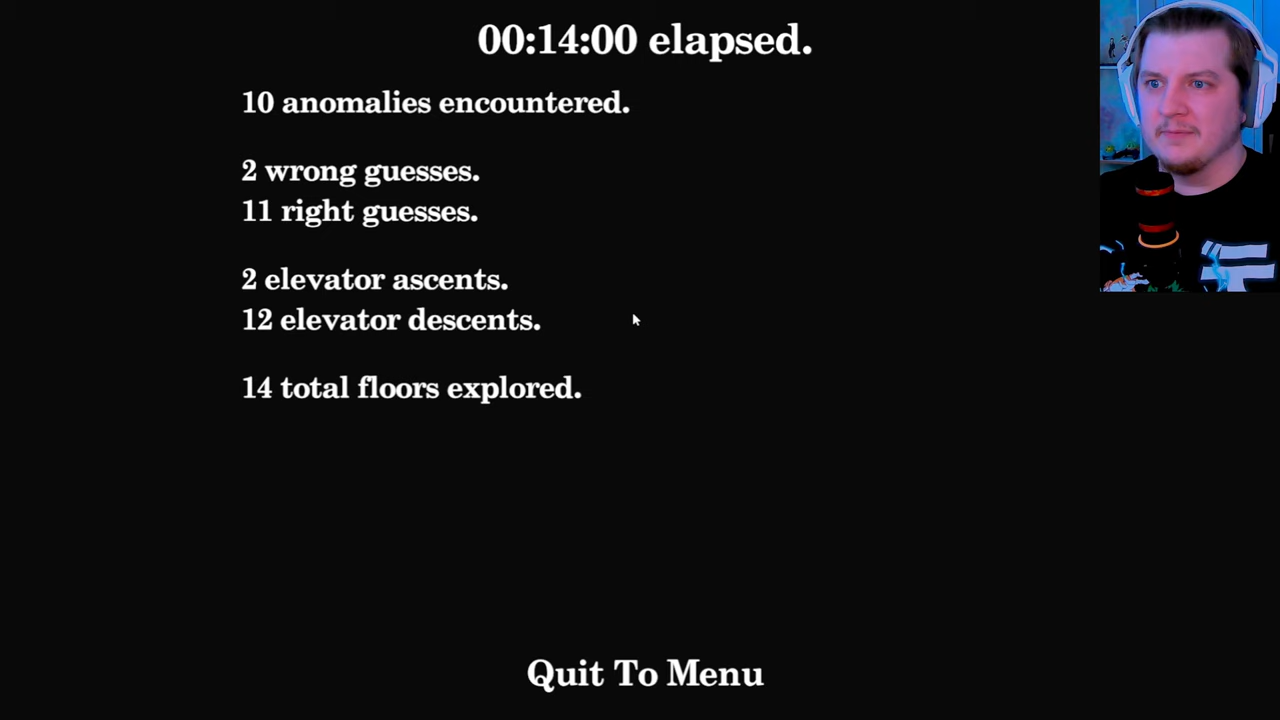 00:14:00 elapsed.
10 anomalies encountered.
2 wrong guesses.
11 right guesses.
2 elevator ascents.
12 elevator descents.
14 total floors explored.
Quit To Menu